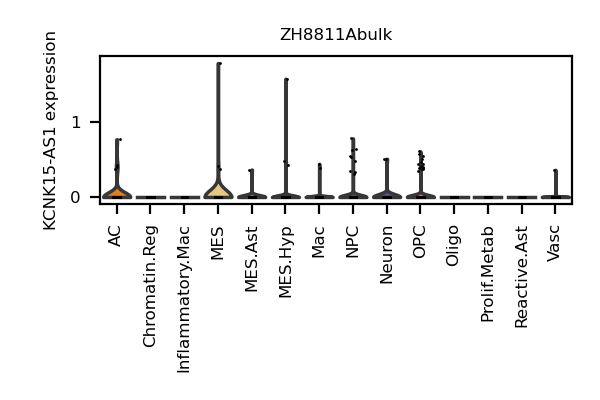 ZH8811Abulk
KCNK15-AS1 expression
1
0
AC
Chromatin.Reg
Inflammatory.Mac
MES
MES.Ast
MES.Hyp
Mac
NPC
Neuron
OPC
Oligo
Prolif.Metab
Reactive.Ast
Vasc